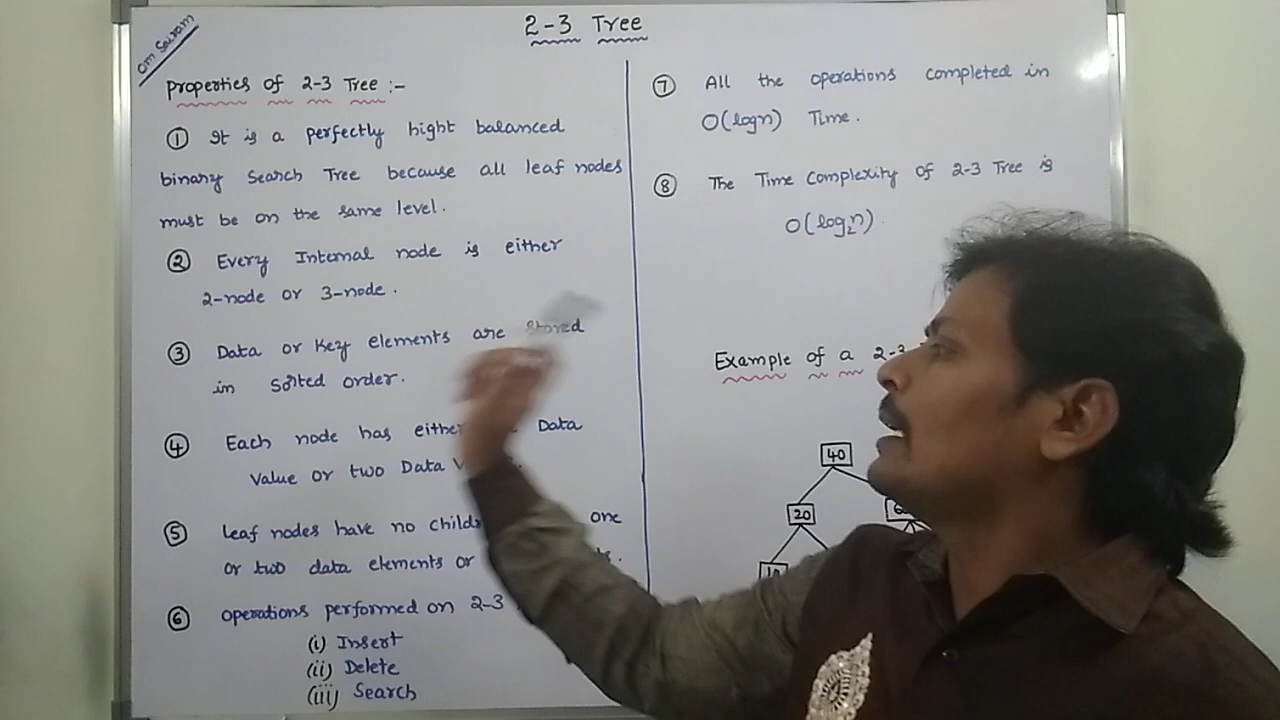 2-3 Tree
Om Sairam
Properties of 2-3 Tree :-
① It is a perfectly hight balanced
binary Search Tree because all leaf nodes
must be on the same level.
② Every Internal node is either
2-node or 3-node.
③ Data or Key elements are stored
in Sorted order.
④ Each node has either Data
Value or two Data
⑤ leaf nodes have no one
or two data elements or
⑥ operations performed on 2-3
(i) Insert
(ii) Delete
(iii) Search
⑦ All the operations completed in
O(logn) Time.
⑧ The Time Complexity of 2-3 Tree is
O(log₂n).
Example of a 2-3
40
20
10